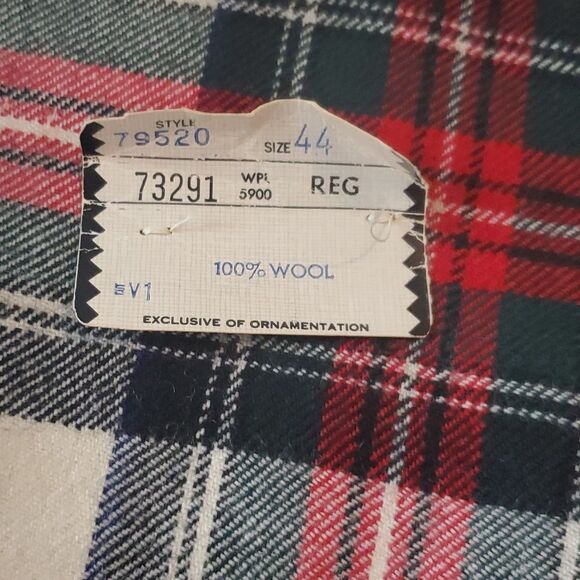 STYLE
79520 SIZE 44
73291 WPL 5900 REG
100% WOOL
V1
EXCLUSIVE OF ORNAMENTATION